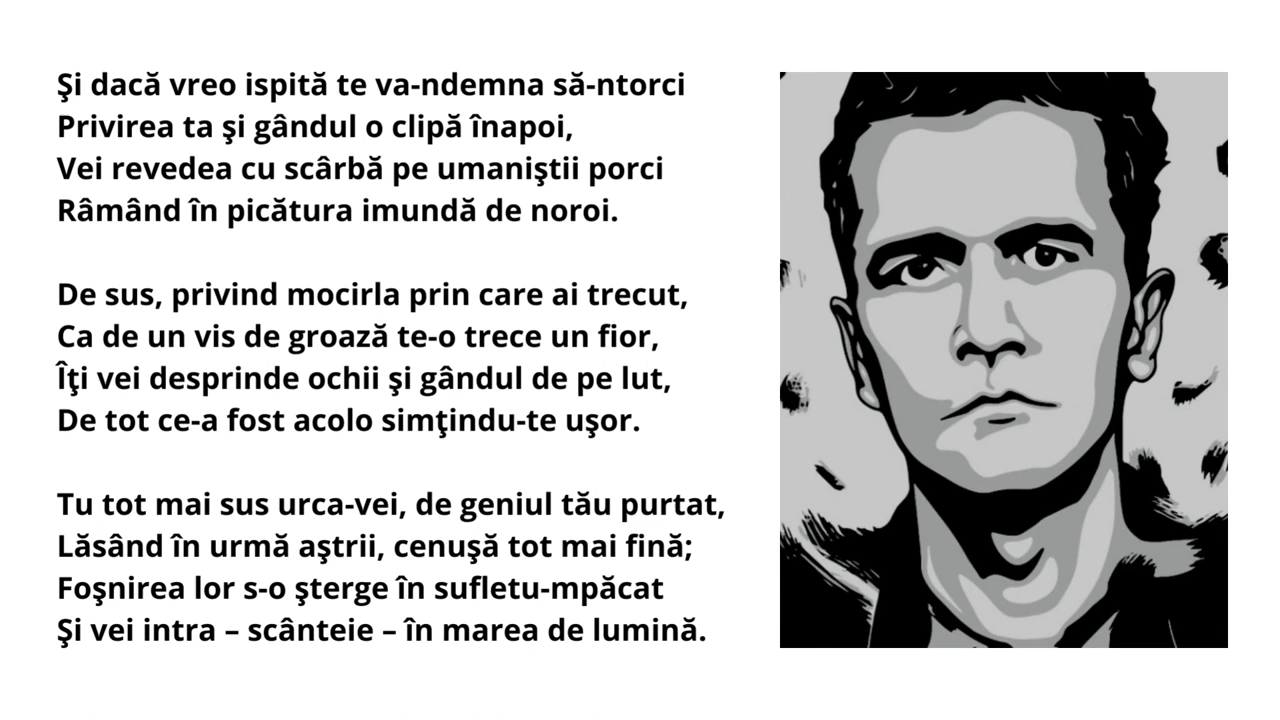 Şi dacă vreo ispită te va-ndemna să-ntorci
Privirea ta şi gândul o clipă înapoi,
Vei revedea cu scârbă pe umaniştii porci
Râmând în picătura imundă de noroi.
De sus, privind mocirla prin care ai trecut,
Ca de un vis de groază te-o trece un fior,
Îţi vei desprinde ochii şi gândul de pe lut,
De tot ce-a fost acolo simţindu-te uşor.
Tu tot mai sus urca-vei, de geniul tău purtat,
Lăsând în urmă aştrii, cenuşă tot mai fină;
Foşnirea lor s-o şterge în sufletu-mpăcat
Şi vei intra – scânteie – în marea de lumină.